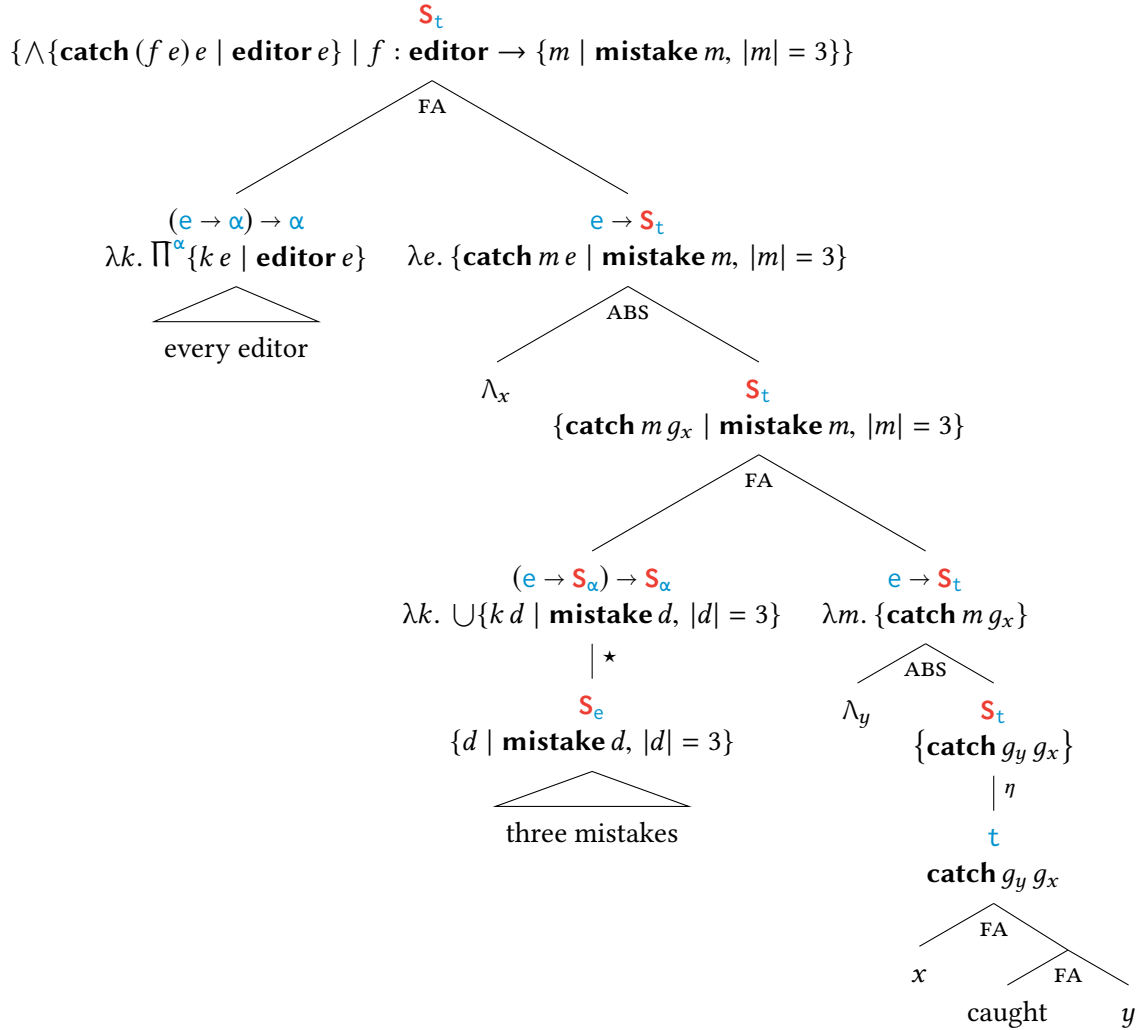 S_t
{⋀{catch (f e) e | editor e} | f : editor → {m | mistake m, |m| = 3}}
FA
(e → α) → α
e → S_t
λk. ∏^α{k e | editor e}
λe. {catch m e | mistake m, |m| = 3}
ABS
every editor
Λ_x
S_t
{catch m g_x | mistake m, |m| = 3}
FA
(e → S_α) → S_α
e → S_t
λk. ⋃{k d | mistake d, |d| = 3}
λm. {catch m g_x}
⋆
ABS
S_e
Λ_y
S_t
{d | mistake d, |d| = 3}
{catch g_y g_x}
η
three mistakes
t
catch g_y g_x
FA
x
FA
caught
y